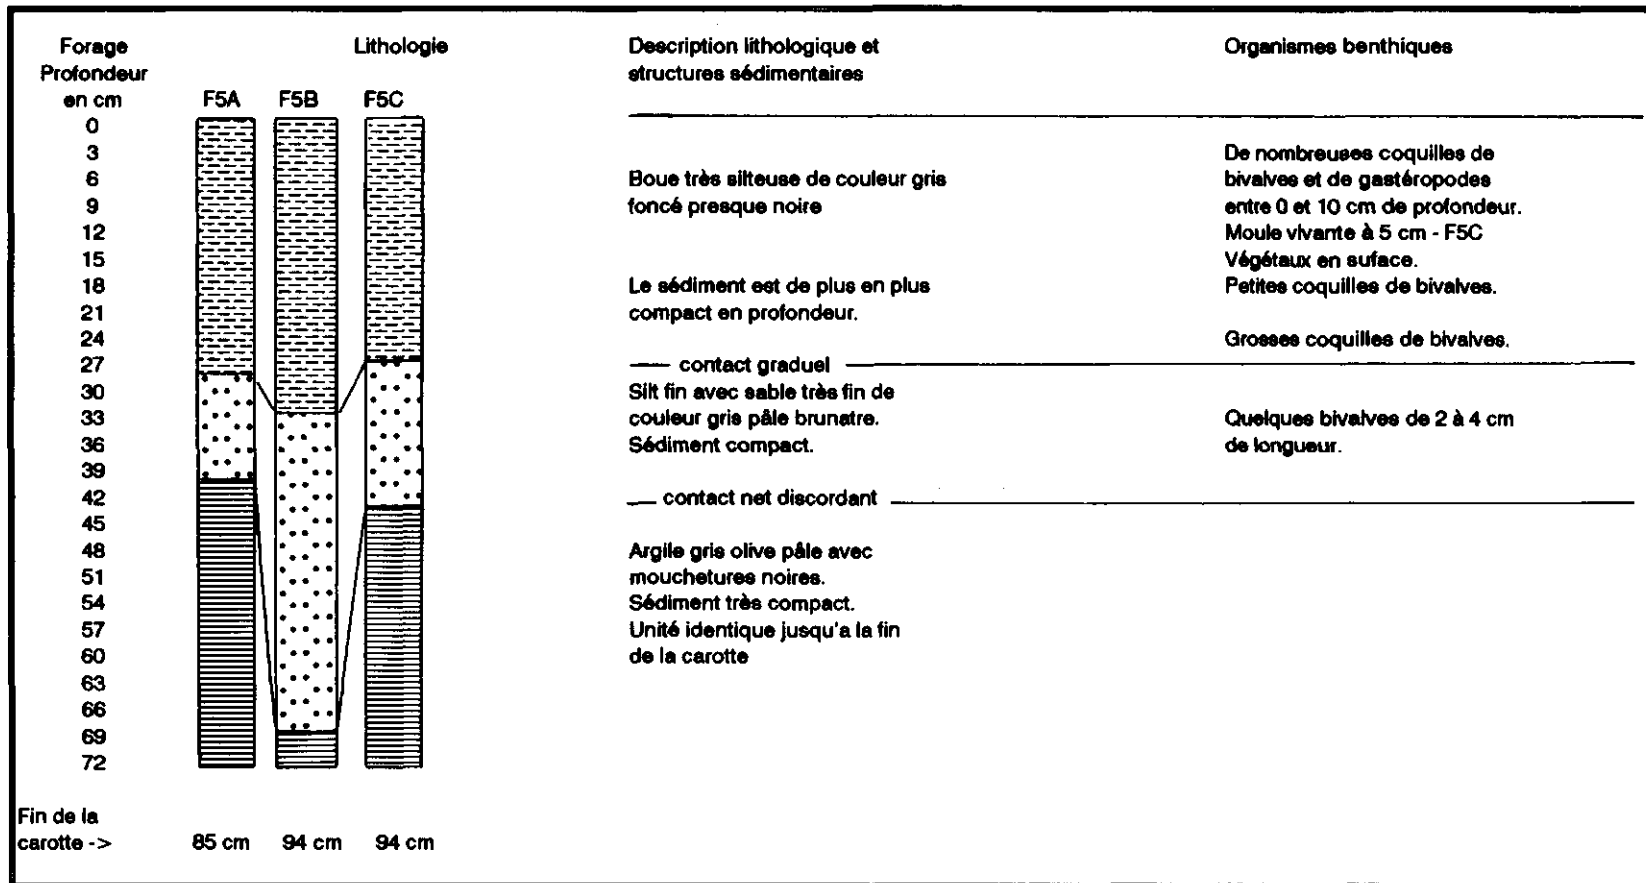 Forage
Profondeur
en cm
Lithologie
F5A F5B F5C
Description lithologique et
structures sédimentaires
Organismes benthiques
0
3
6
9
12
15
18
21
24
27
30
33
36
39
42
45
48
51
54
57
60
63
66
69
72
Boue très silteuse de couleur gris
foncé presque noire
Le sédiment est de plus en plus
compact en profondeur.
contact graduel
Silt fin avec sable très fin de
couleur gris pâle brunatre.
Sédiment compact.
contact net discordant
Argile gris olive pâle avec
mouchetures noires.
Sédiment très compact.
Unité identique jusqu'a la fin
de la carotte
De nombreuses coquilles de
bivalves et de gastéropodes
entre 0 et 10 cm de profondeur.
Moule vivante à 5 cm - F5C
Végétaux en suface.
Petites coquilles de bivalves.
Grosses coquilles de bivalves.
Quelques bivalves de 2 à 4 cm
de longueur.
Fin de la
carotte -> 85 cm 94 cm 94 cm